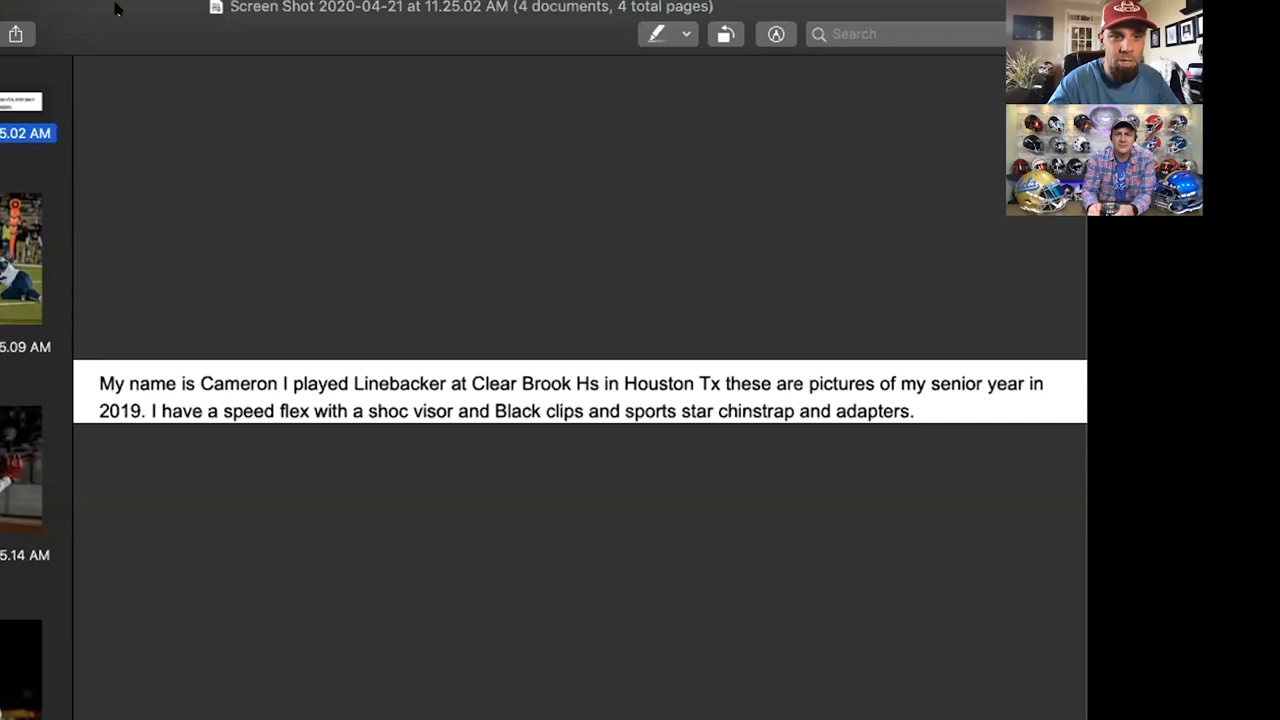 Screen Shot 2020-04-21 at 11.25.02 AM (4 documents, 4 total pages)
Search
5.02 AM
5.09 AM
My name is Cameron I played Linebacker at Clear Brook Hs in Houston Tx these are pictures of my senior year in
2019. I have a speed flex with a shoc visor and Black clips and sports star chinstrap and adapters.
5.14 AM